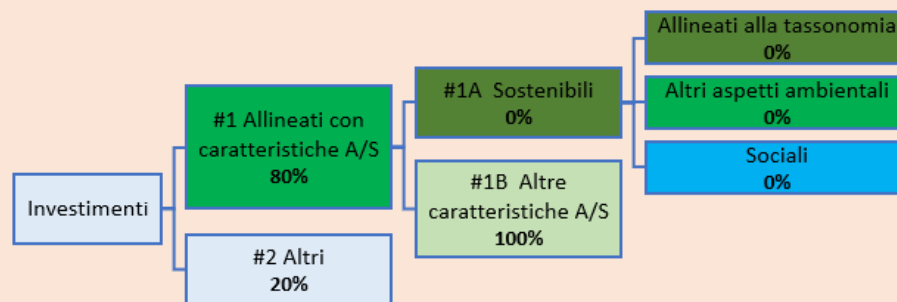 Investimenti
#1 Allineati con
caratteristiche A/S
80%
#2 Altri
20%
#1A Sostenibili
0%
#1B Altre
caratteristiche A/S
100%
Allineati alla tassonomia
0%
Altri aspetti ambientali
0%
Sociali
0%